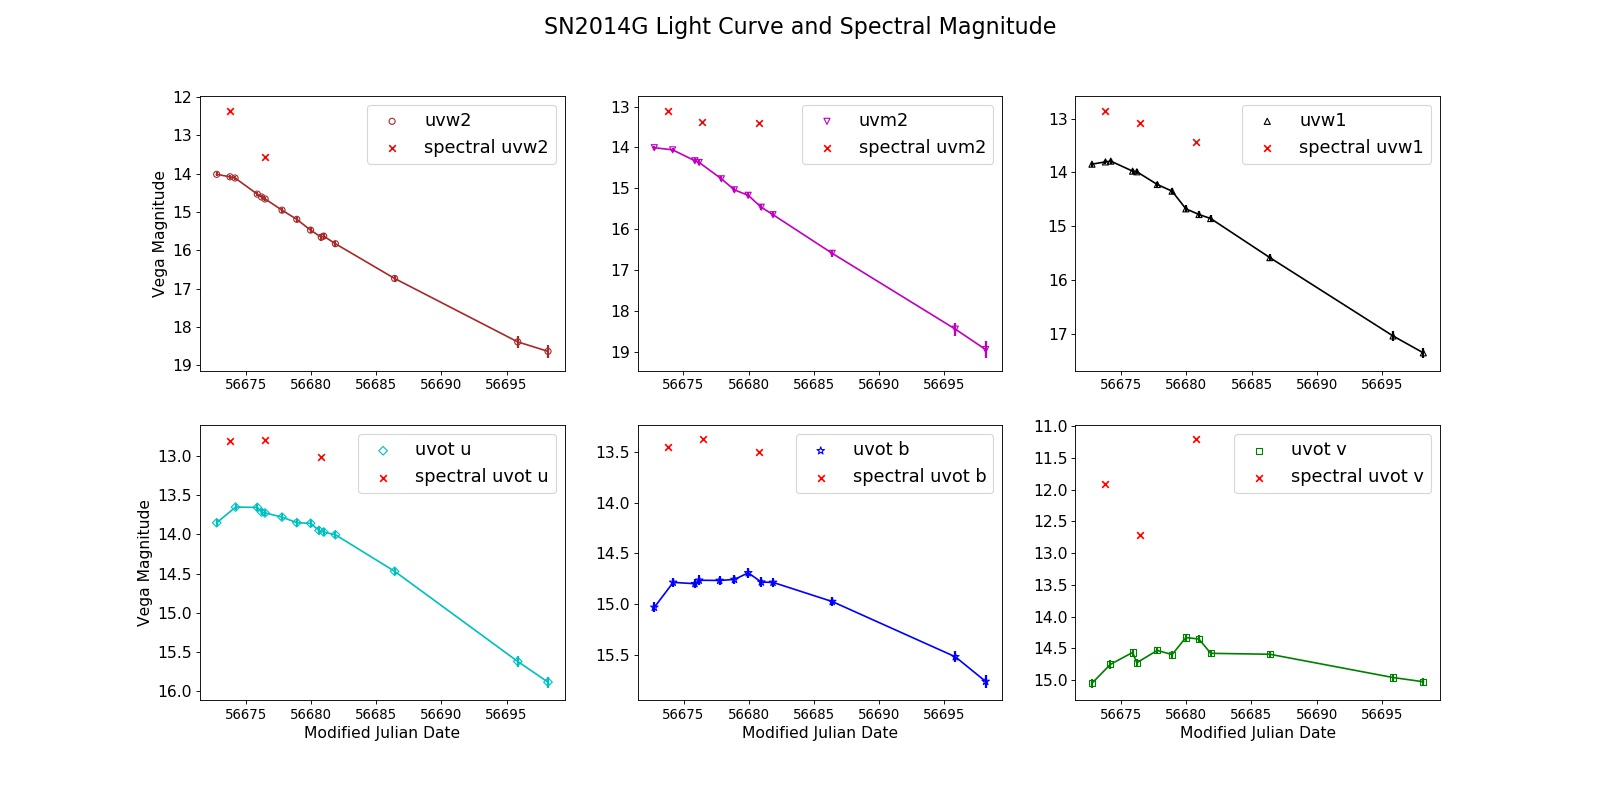 SN2014G Light Curve and Spectral Magnitude
12
13
14
15
16
17
18
19
Vega Magnitude
uvw2
spectral uvw2
56675 56680 56685 56690 56695
13
14
15
16
17
18
19
uvm2
spectral uvm2
56675 56680 56685 56690 56695
13
14
15
16
17
uvw1
spectral uvw1
56675 56680 56685 56690 56695
13.0
13.5
14.0
14.5
15.0
15.5
16.0
Vega Magnitude
uvot u
spectral uvot u
56675 56680 56685 56690 56695
Modified Julian Date
13.5
14.0
14.5
15.0
15.5
uvot b
spectral uvot b
56675 56680 56685 56690 56695
Modified Julian Date
11.0
11.5
12.0
12.5
13.0
13.5
14.0
14.5
15.0
uvot v
spectral uvot v
56675 56680 56685 56690 56695
Modified Julian Date